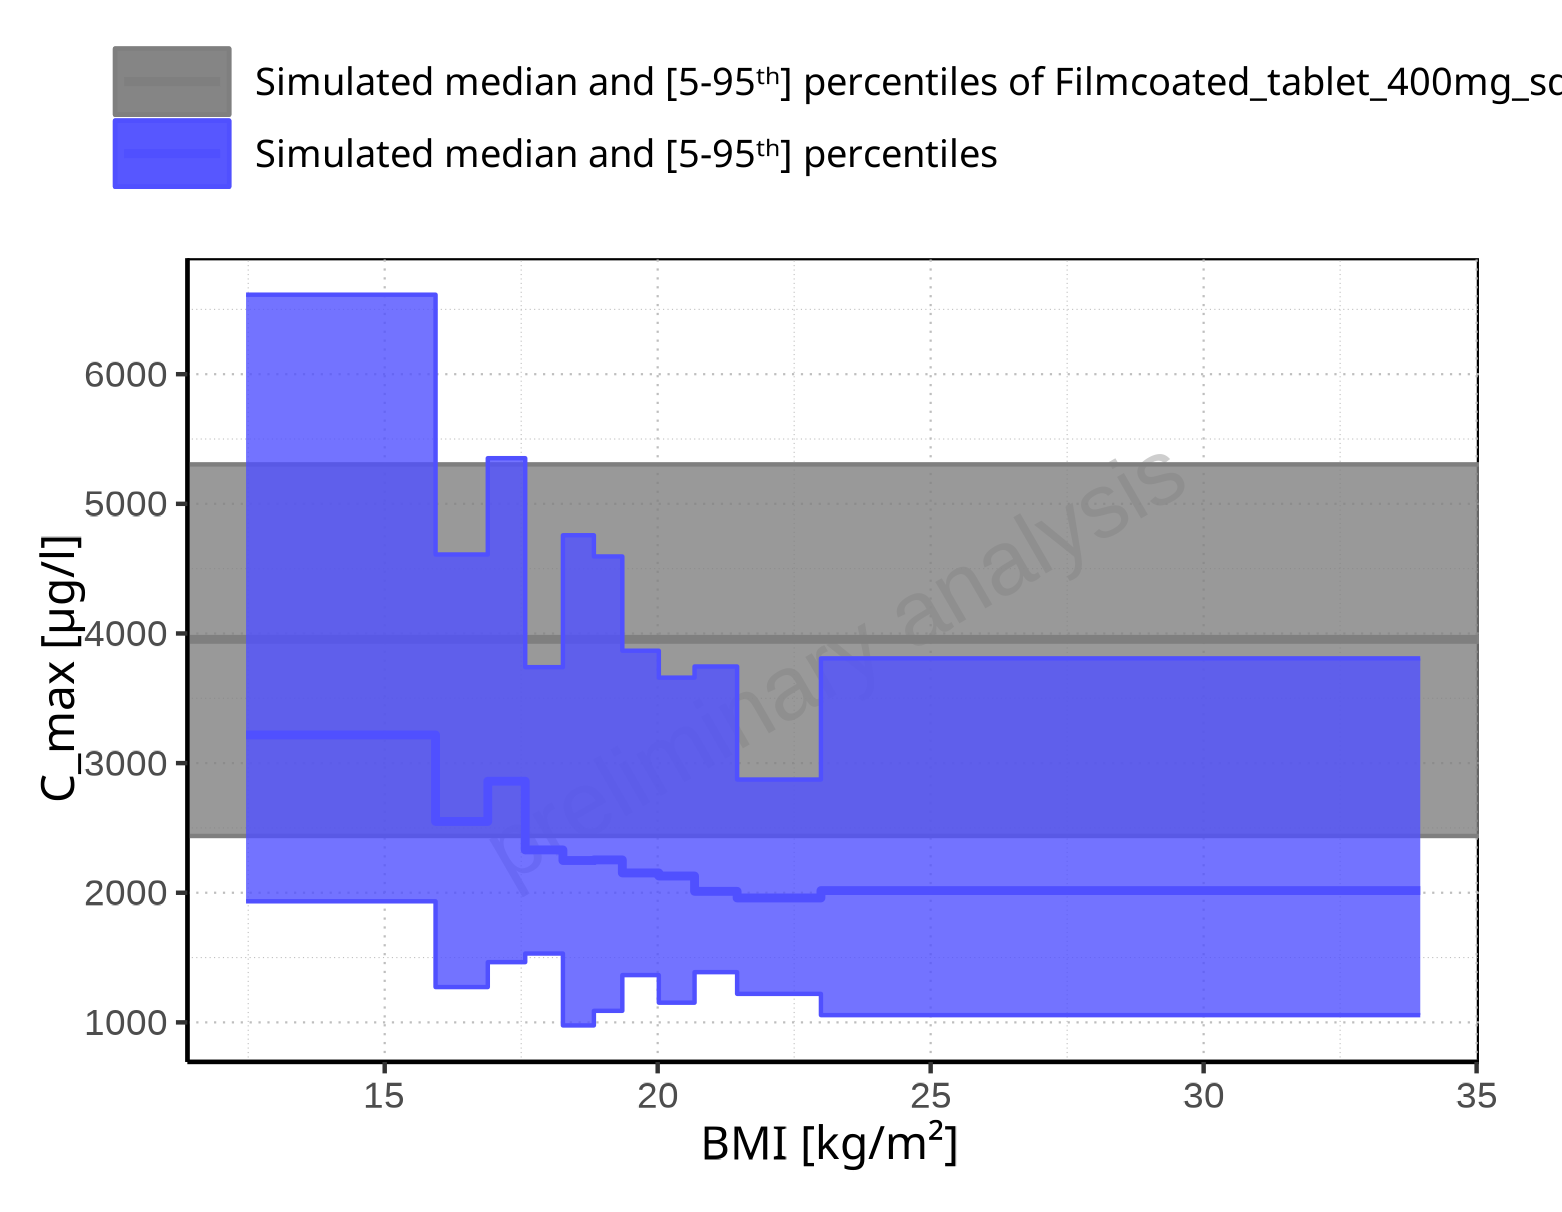 Simulated median and [5-95ᵗʰ] percentiles of Filmcoated_tablet_400mg_sd
Simulated median and [5-95ᵗʰ] percentiles
C_max [µg/l]
6000
5000
4000
3000
2000
1000
preliminary analysis
15 20 25 30 35
BMI [kg/m²]